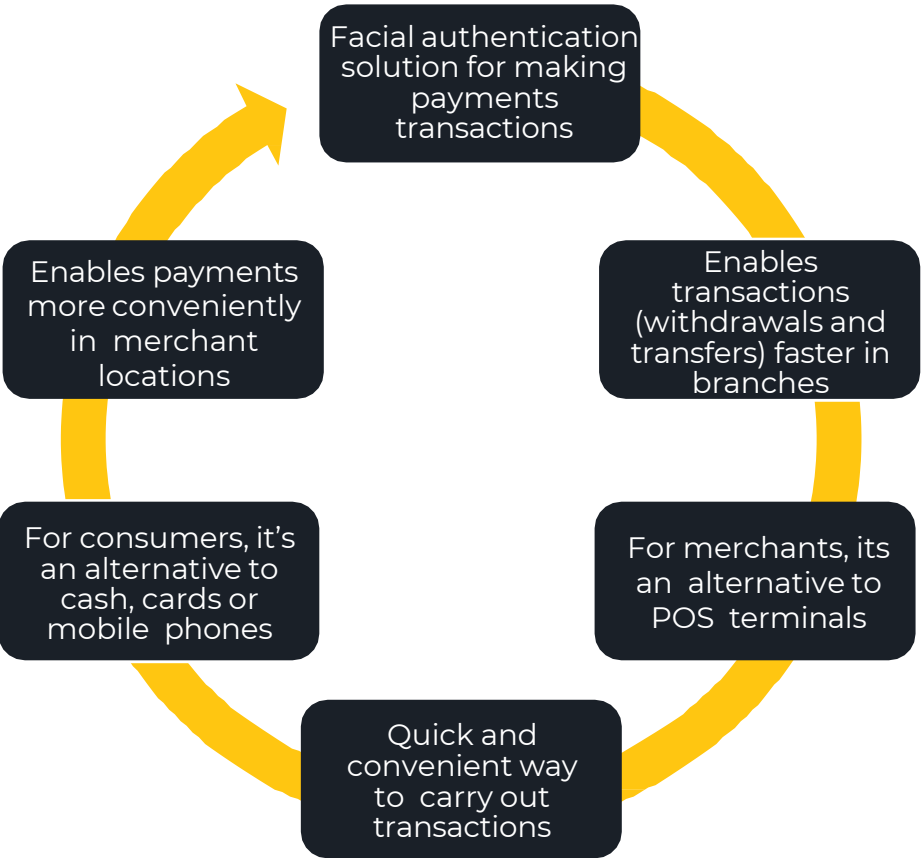 Facial authentication
solution for making
payments
transactions
Enables
transactions
(withdrawals and
transfers) faster in
branches
For merchants, its
an alternative to
POS terminals
Quick and
convenient way
to carry out
transactions
For consumers, it’s
an alternative to
cash, cards or
mobile phones
Enables payments
more conveniently
in merchant
locations